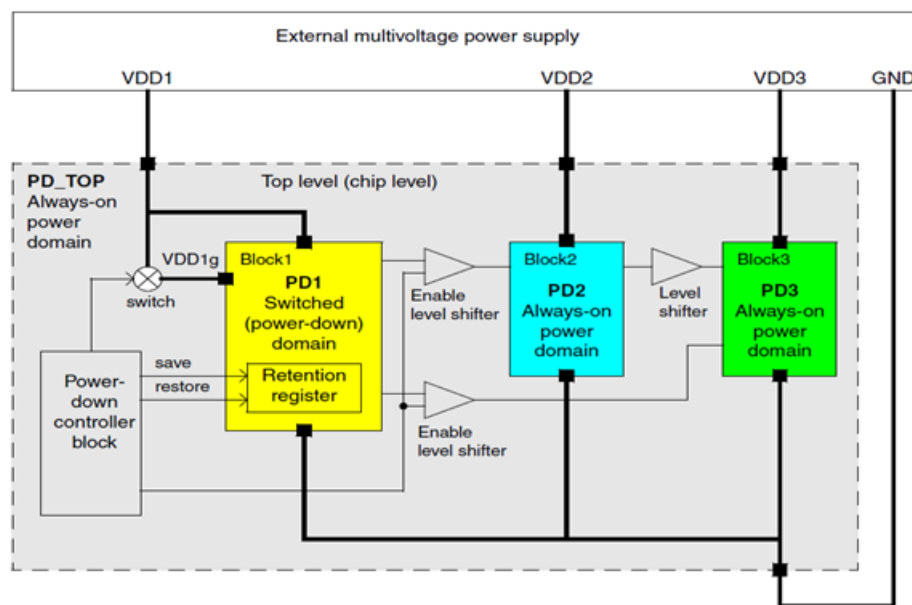 External multivoltage power supply
VDD1
VDD2
VDD3
GND
PD_TOP
Always-on
power
domain
Top level (chip level)
VDD1g
switch
Block1
PD1
Switched
(power-down)
domain
Retention
register
save
restore
Power-
down
controller
block
Enable
level shifter
Enable
level shifter
Block2
PD2
Always-on
power
domain
Level
shifter
Block3
PD3
Always-on
power
domain